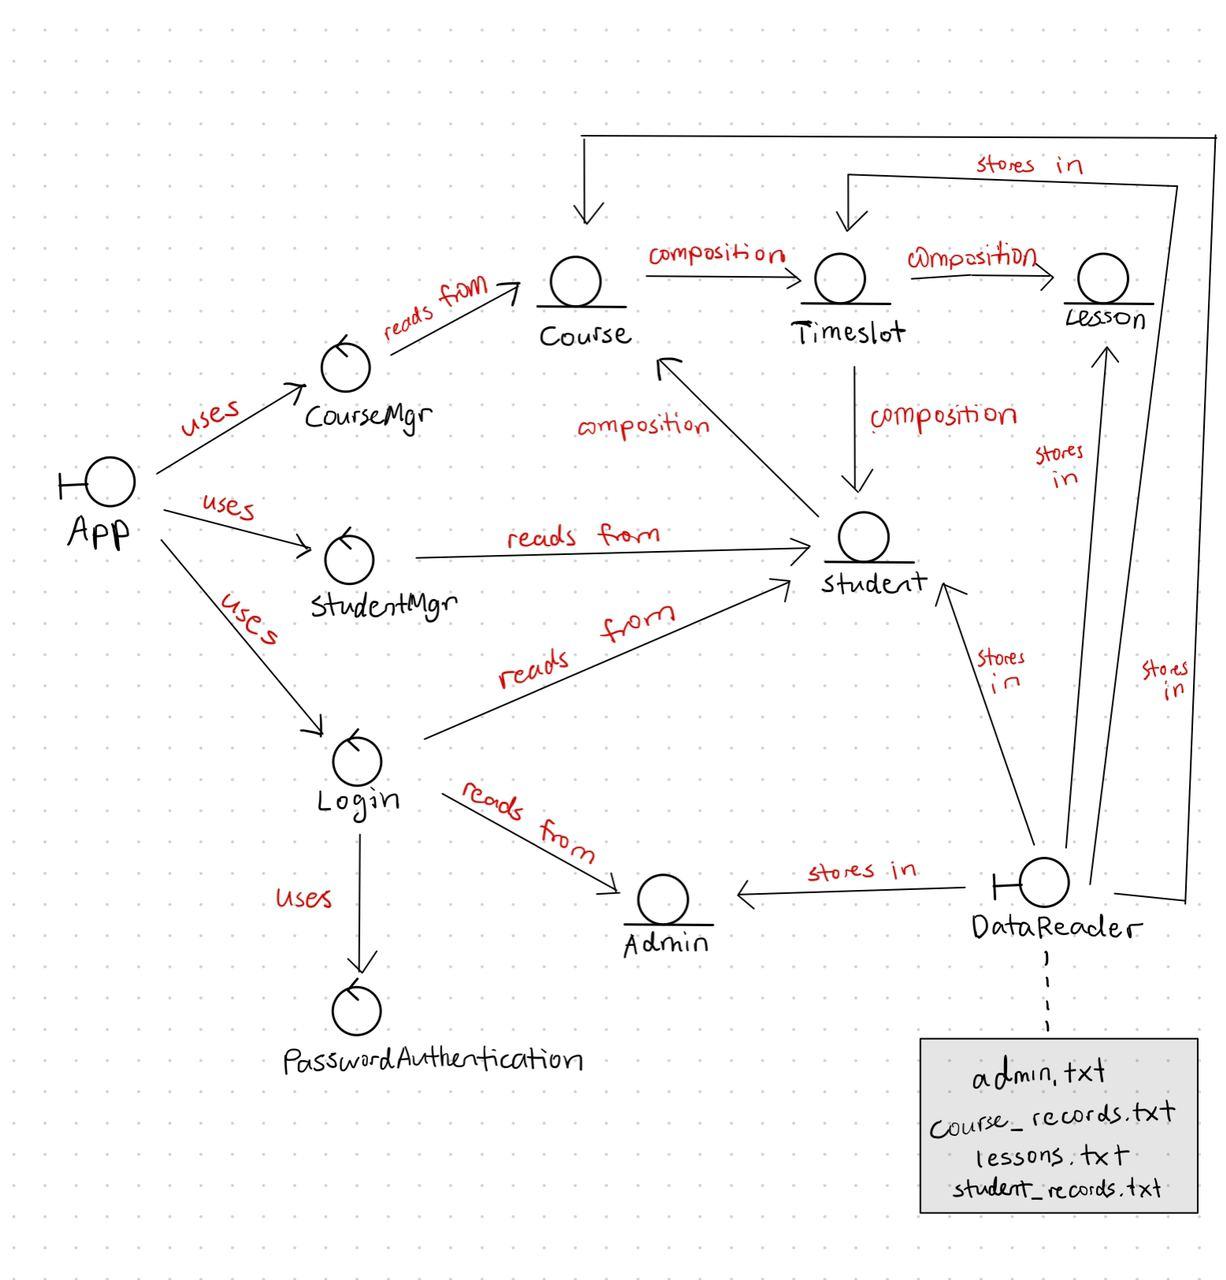 stores in
composition
composition
reads from
Course
Timeslot
Lesson
uses
CourseMgr
composition
composition
stores
in
uses
App
reads from
StudentMgr
student
uses
reads from
stores
in
stores
in
Login
reads from
stores in
uses
Admin
DataReader
PasswordAuthentication
admin.txt
course_records.txt
lessons.txt
student_records.txt